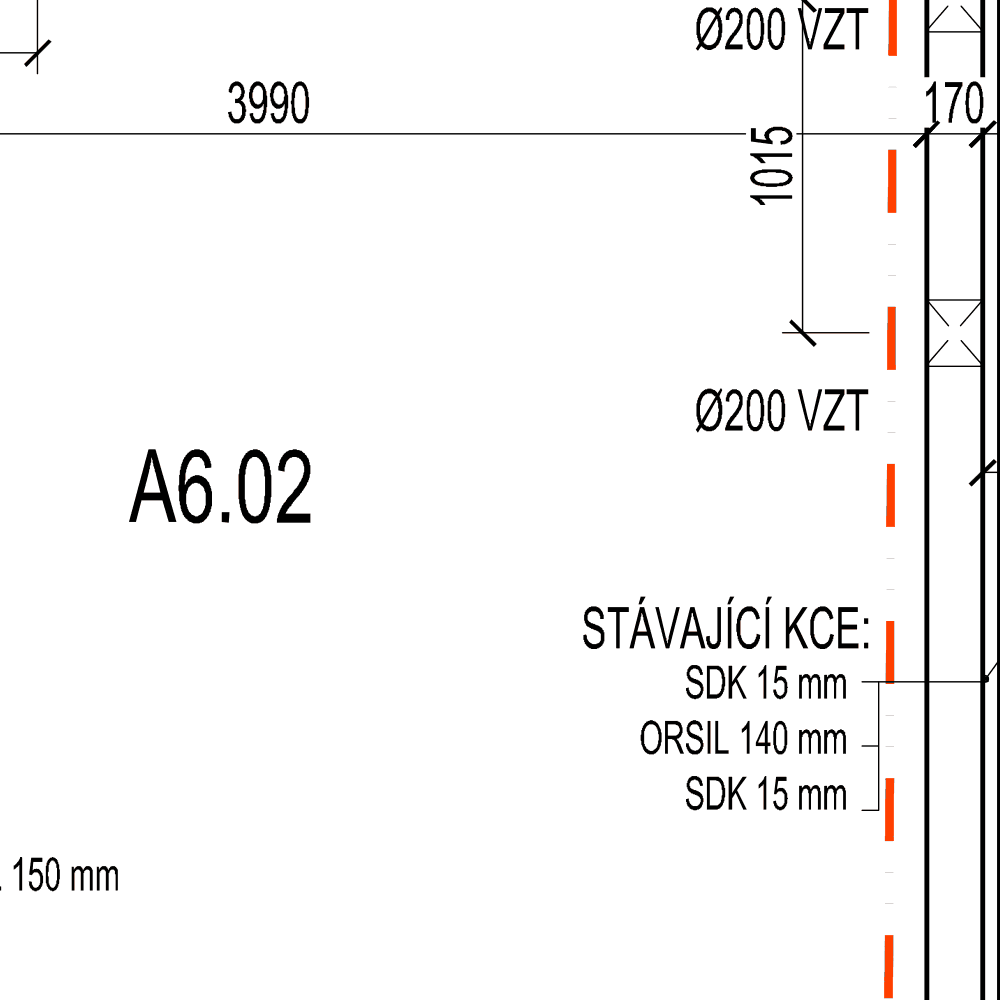 Ø200 VZT
3990
170
1015
Ø200 VZT
A6.02
STÁVAJÍCÍ KCE:
SDK 15 mm
ORSIL 140 mm
SDK 15 mm
. 150 mm